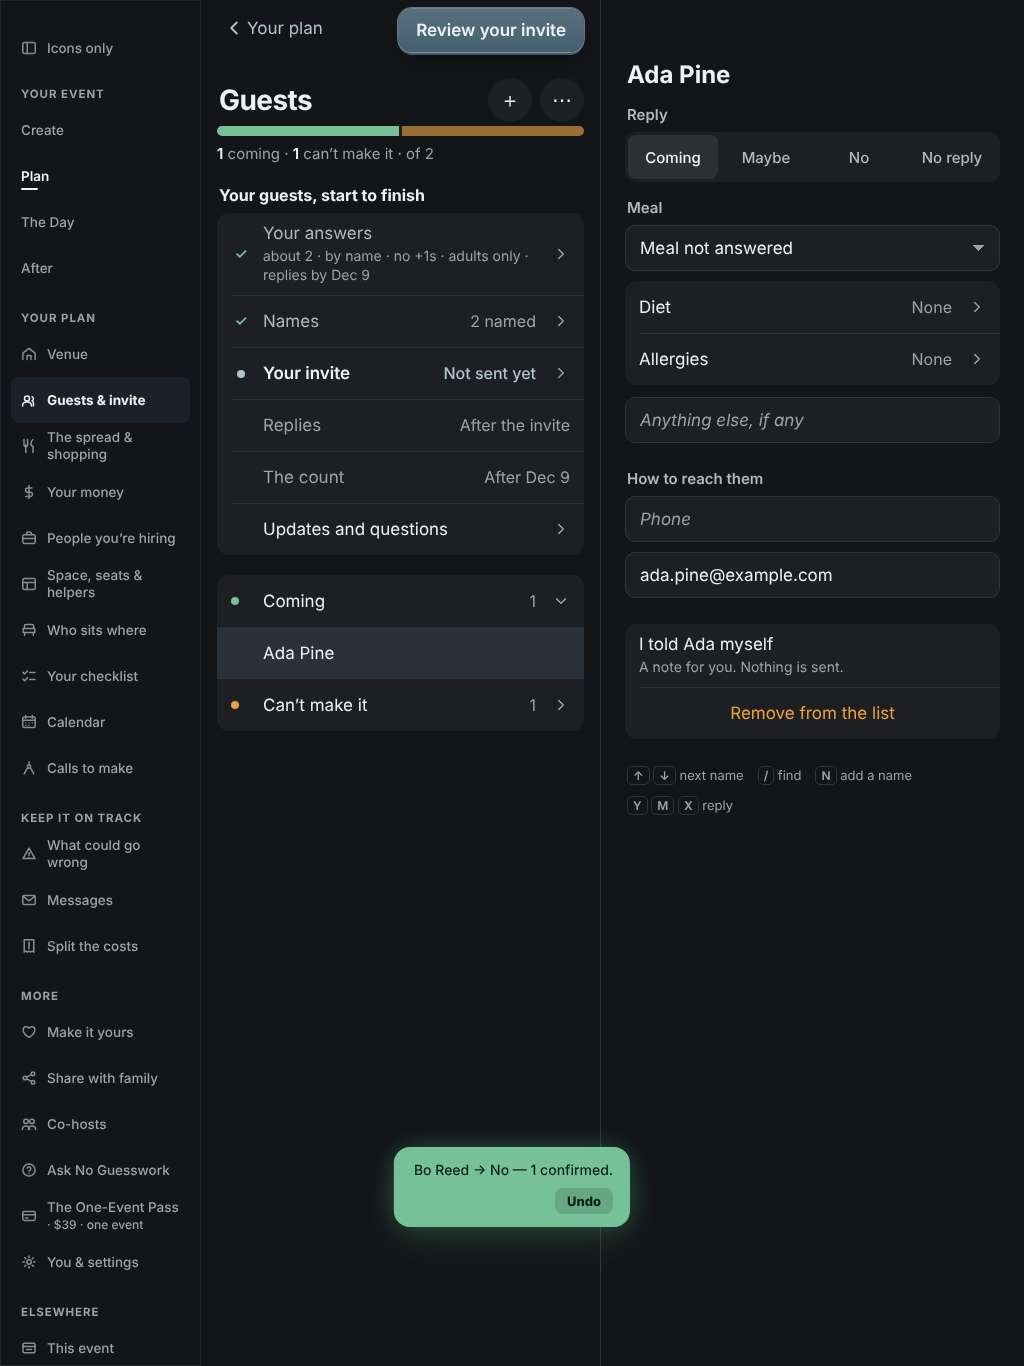 Icons only
YOUR EVENT
Create
Plan
The Day
After
YOUR PLAN
Venue
Guests & invite
The spread &
shopping
Your money
People you're hiring
Space, seats &
helpers
Who sits where
Your checklist
Calendar
Calls to make
KEEP IT ON TRACK
What could go
wrong
Messages
Split the costs
MORE
Make it yours
Share with family
Co-hosts
Ask No Guesswork
The One-Event Pass
· $39 · one event
You & settings
ELSEWHERE
This event
Your plan
Review your invite
Guests
1 coming · 1 can't make it · of 2
Your guests, start to finish
Your answers
about 2 · by name · no +1s · adults only ·
replies by Dec 9
Names 2 named
Your invite Not sent yet
Replies After the invite
The count After Dec 9
Updates and questions
Coming 1
Ada Pine
Can't make it 1
Ada Pine
Reply
Coming Maybe No No reply
Meal
Meal not answered
Diet None
Allergies None
Anything else, if any
How to reach them
Phone
ada.pine@example.com
I told Ada myself
A note for you. Nothing is sent.
Remove from the list
↑ ↓ next name / find N add a name
Y M X reply
Bo Reed → No — 1 confirmed.
Undo